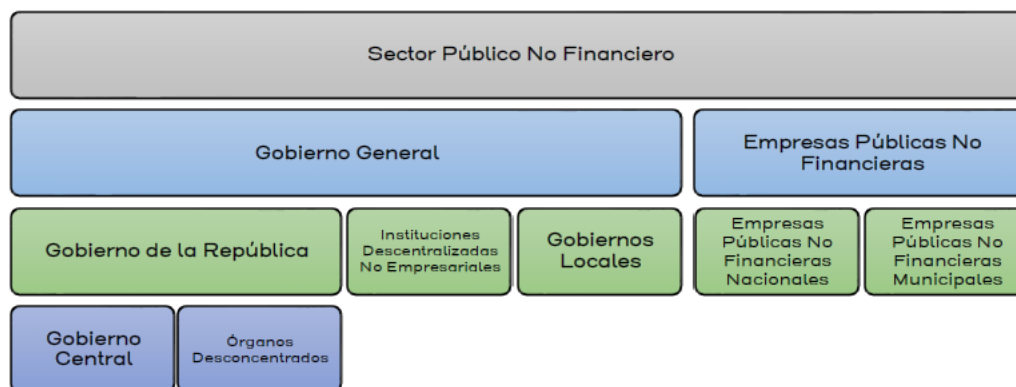 Sector Público No Financiero
Gobierno General
Empresas Públicas No
Financieras
Gobierno de la República
Instituciones
Descentralizadas
No Empresariales
Gobiernos
Locales
Empresas
Públicas No
Financieras
Nacionales
Empresas
Públicas No
Financieras
Municipales
Gobierno
Central
Órganos
Desconcentrados